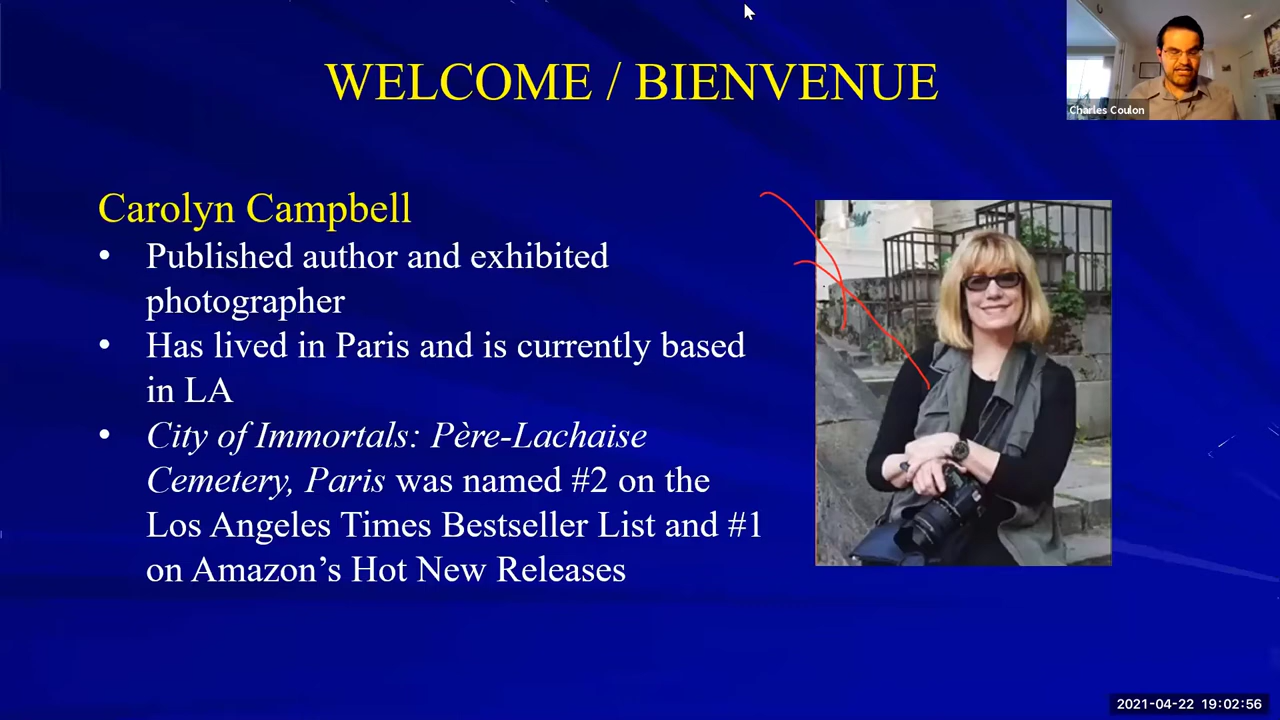 WELCOME / BIENVENUE
Charles Coulon
Carolyn Campbell
• Published author and exhibited
photographer
• Has lived in Paris and is currently based
in LA
• City of Immortals: Père-Lachaise
Cemetery, Paris was named #2 on the
Los Angeles Times Bestseller List and #1
on Amazon’s Hot New Releases
2021-04-22 19:02:56